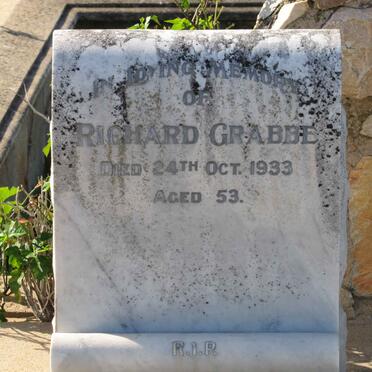 IN LOVING MEMORY
OF
RICHARD GRABBE
DIED 24TH OCT. 1933
AGED 53.
R.I.P.